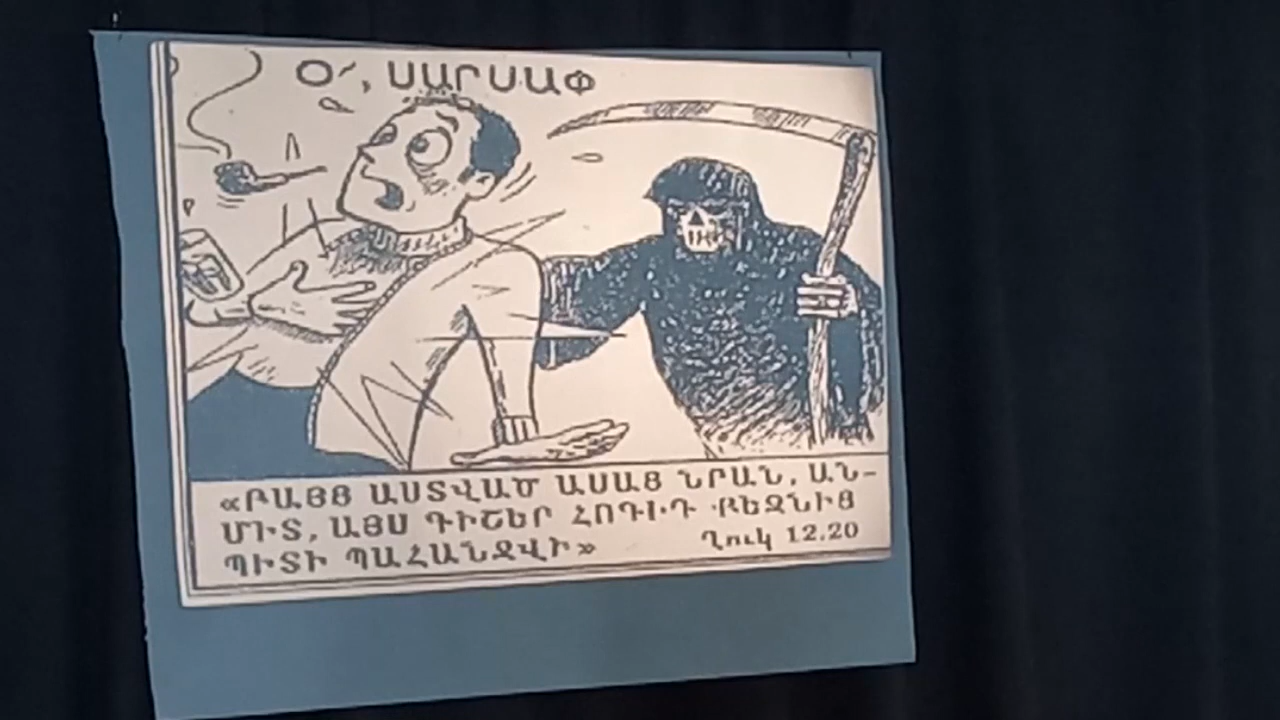 Օ՜, ՍԱՐՍԱՓ
«ԲԱՅՑ ԱՍՏՎԱԾ ԱՍԱՑ ՆՐԱՆ, ԱՆ-
ՄԻՏ, ԱՅՍ ԳԻՇԵՐ ՀՈԳԻԴ ՔԵԶՆԻՑ
ՊԻՏԻ ՊԱՀԱՆՋՎԻ»
Ղուկ 12.20